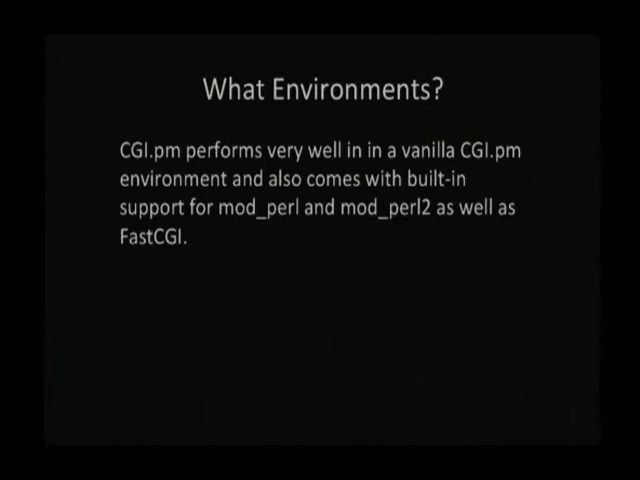 What Environments?
CGI.pm performs very well in in a vanilla CGI.pm
environment and also comes with built-in
support for mod_perl and mod_perl2 as well as
FastCGI.